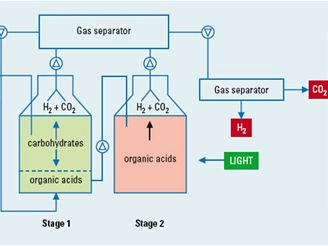 Gas separator
H₂ + CO₂
H₂ + CO₂
Gas separator
CO₂
H₂
carbohydrates
organic acids
organic acids
LIGHT
Stage 1
Stage 2